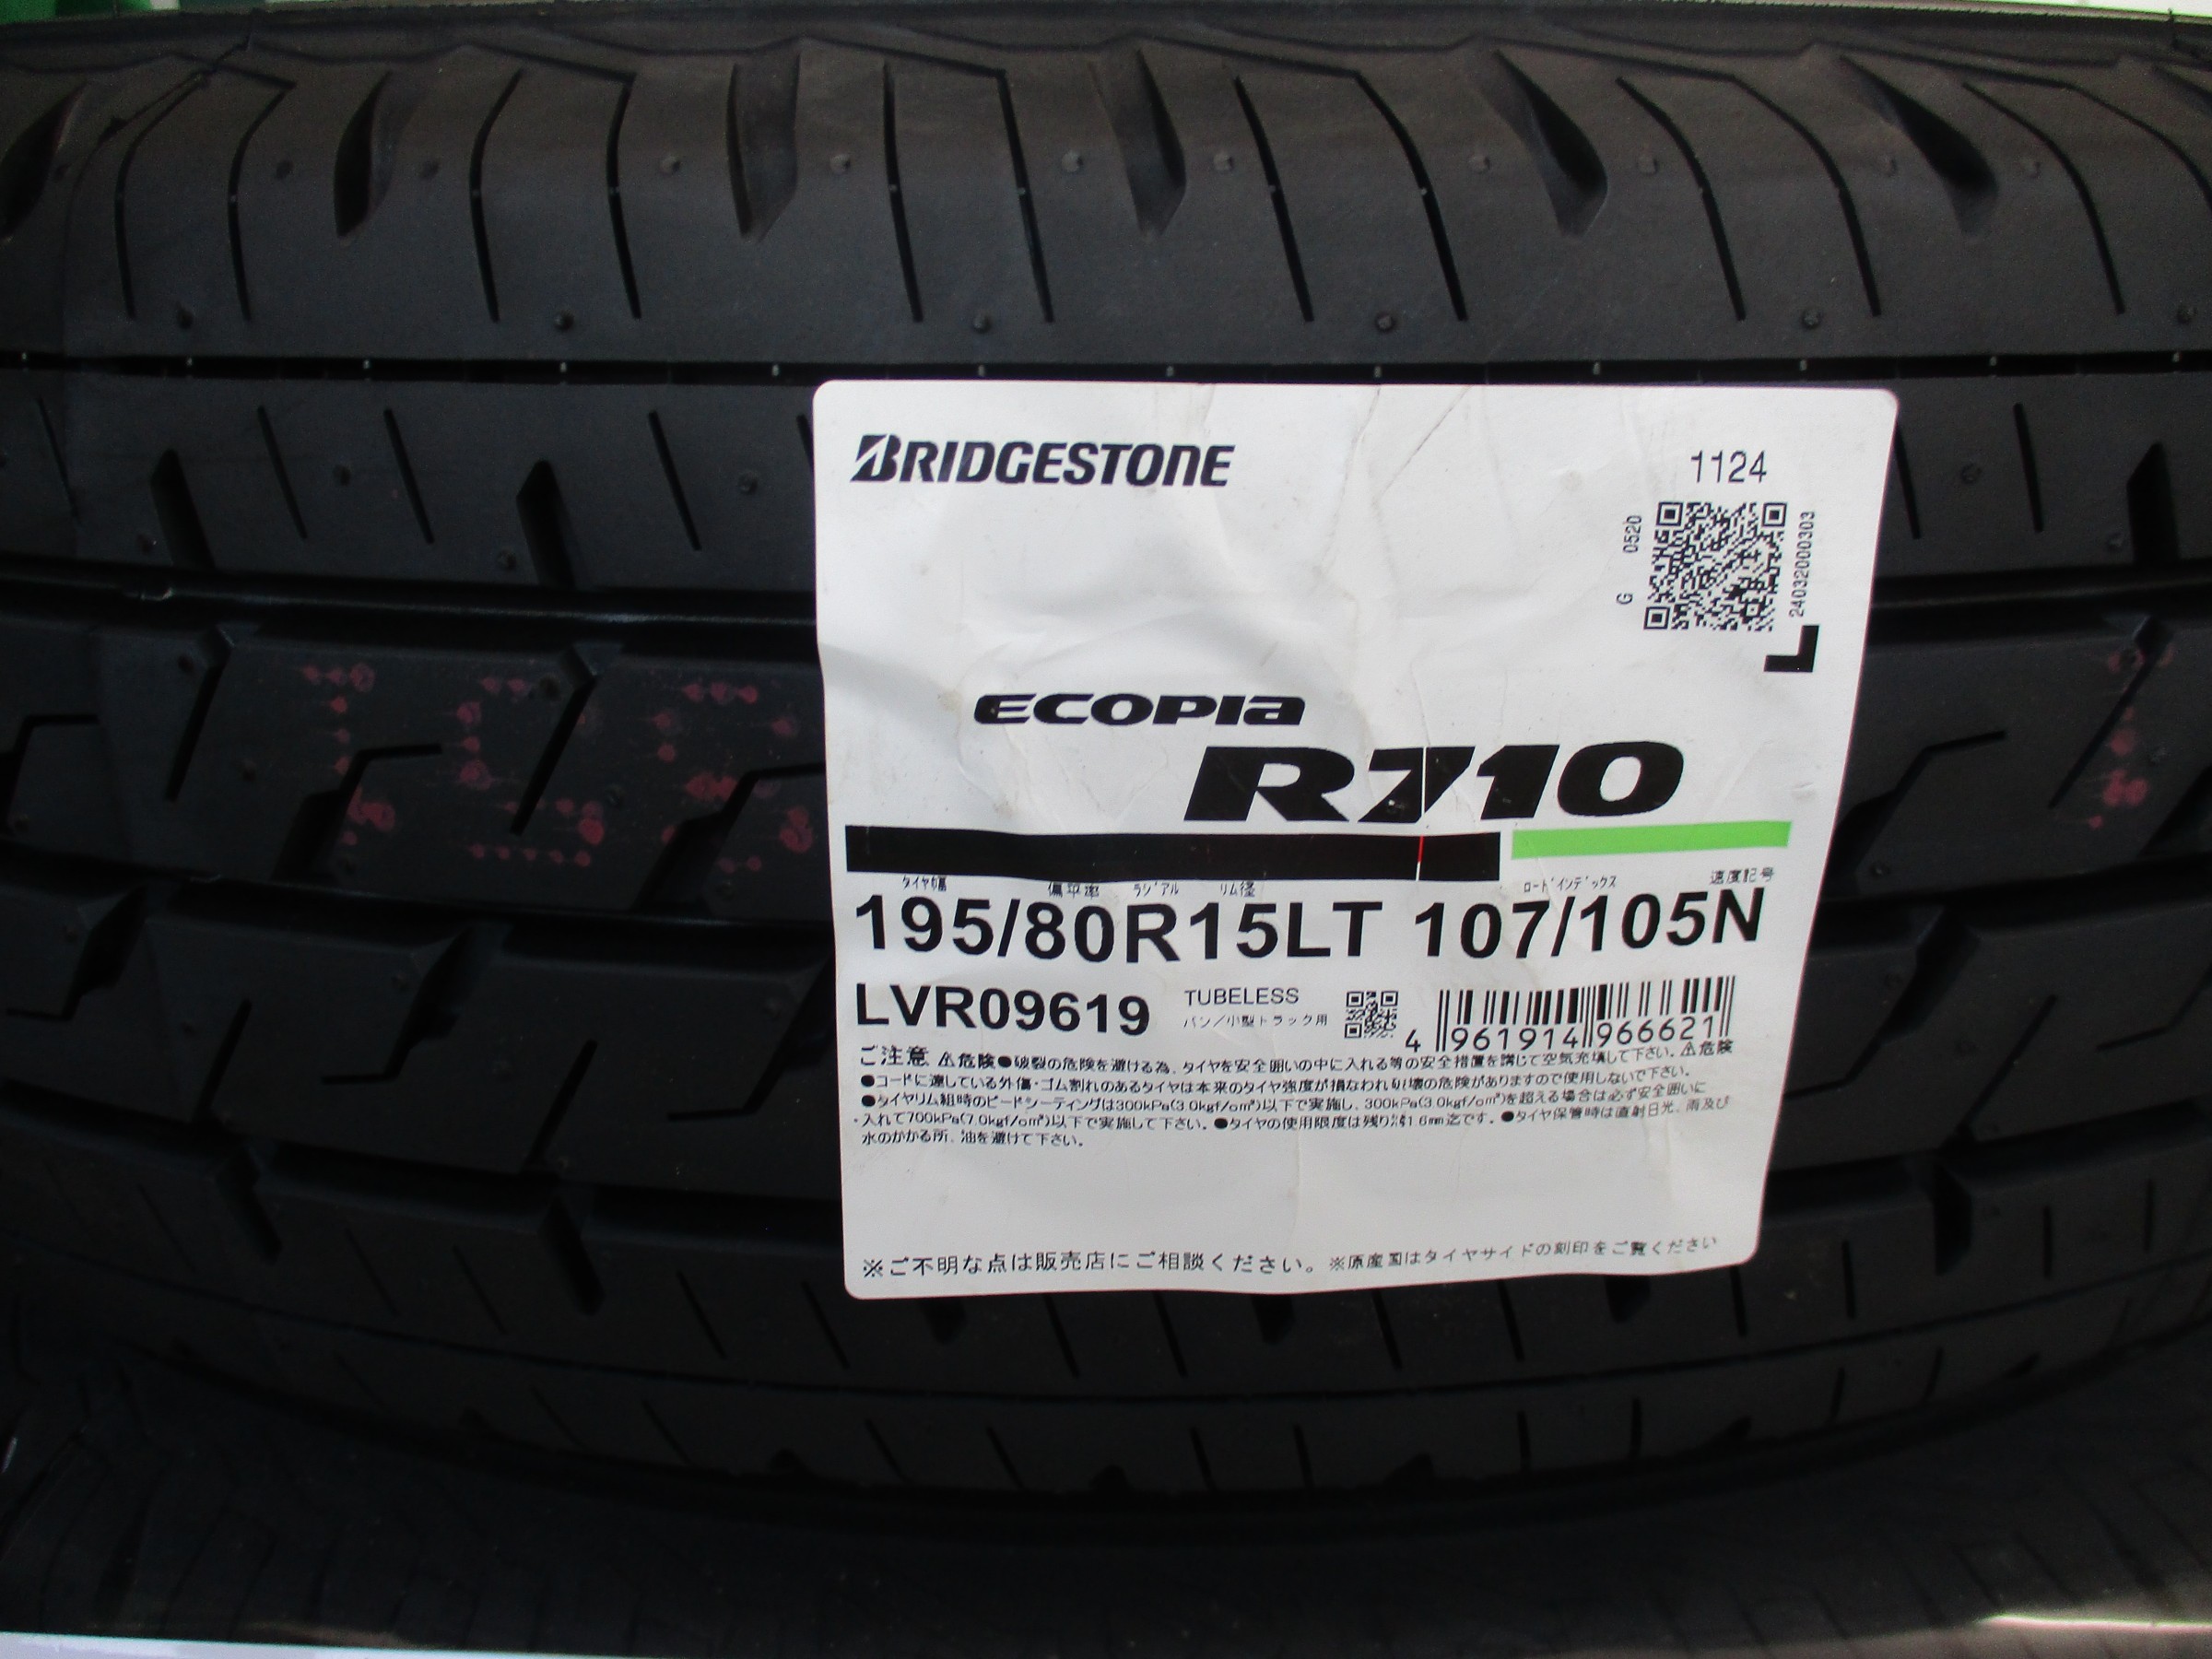 BRIDGESTONE
1124
G 0520
240320000303
L
ECOPIA
R710
タイヤ幅 偏平率 ラジアル リム径 ロードインデックス 速度記号
195/80R15LT 107/105N
LVR09619
TUBELESS
バン/小型トラック用
4 961914 966621
ご注意 ⚠危険●破裂の危険を避ける為、タイヤを安全囲いの中に入れる等の安全措置を講じて空気充填して下さい。⚠危険
●コードに達している外傷・ゴム割れのあるタイヤは本来のタイヤ強度が損なわれ破壊の危険がありますので使用しないで下さい。
●タイヤリム組時のビードシーティングは300kPa(3.0kgf/cm²)以下で実施し、300kPa(3.0kgf/cm²)を超える場合は必ず安全囲いに
入れて700kPa(7.0kgf/cm²)以下で実施して下さい。●タイヤの使用限度は残り溝1.6mm迄です。●タイヤ保管時は直射日光、雨及び
水のかかる所、油を避けて下さい。
※ご不明な点は販売店にご相談ください。※原産国はタイヤサイドの刻印をご覧ください